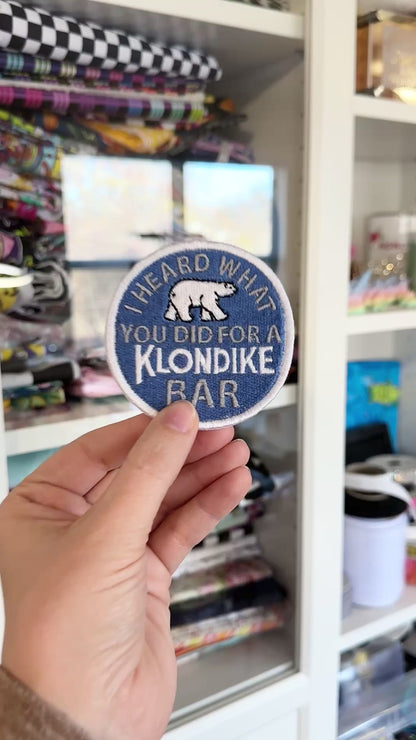 I HEARD WHAT
YOU DID FOR A
KLONDIKE
BAR